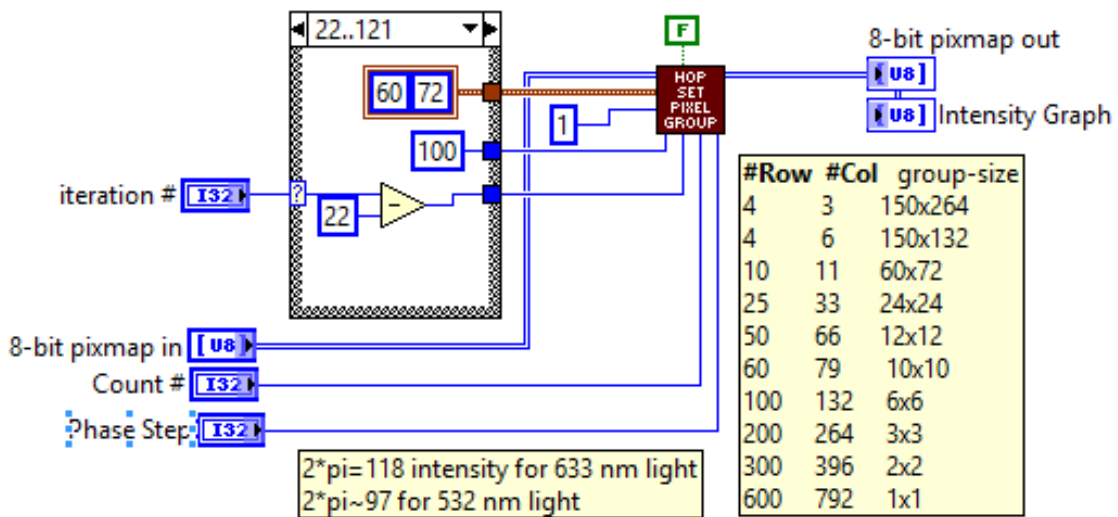 22..121
60 72
100
iteration #
I32
?
22
-
F
HOP
SET
PIXEL
GROUP
1
8-bit pixmap out
[U8]
[U8] Intensity Graph
#Row #Col group-size
4 3 150x264
4 6 150x132
10 11 60x72
25 33 24x24
50 66 12x12
60 79 10x10
100 132 6x6
200 264 3x3
300 396 2x2
600 792 1x1
8-bit pixmap in [U8]
Count # I32
Phase Step I32
2*pi=118 intensity for 633 nm light
2*pi~97 for 532 nm light